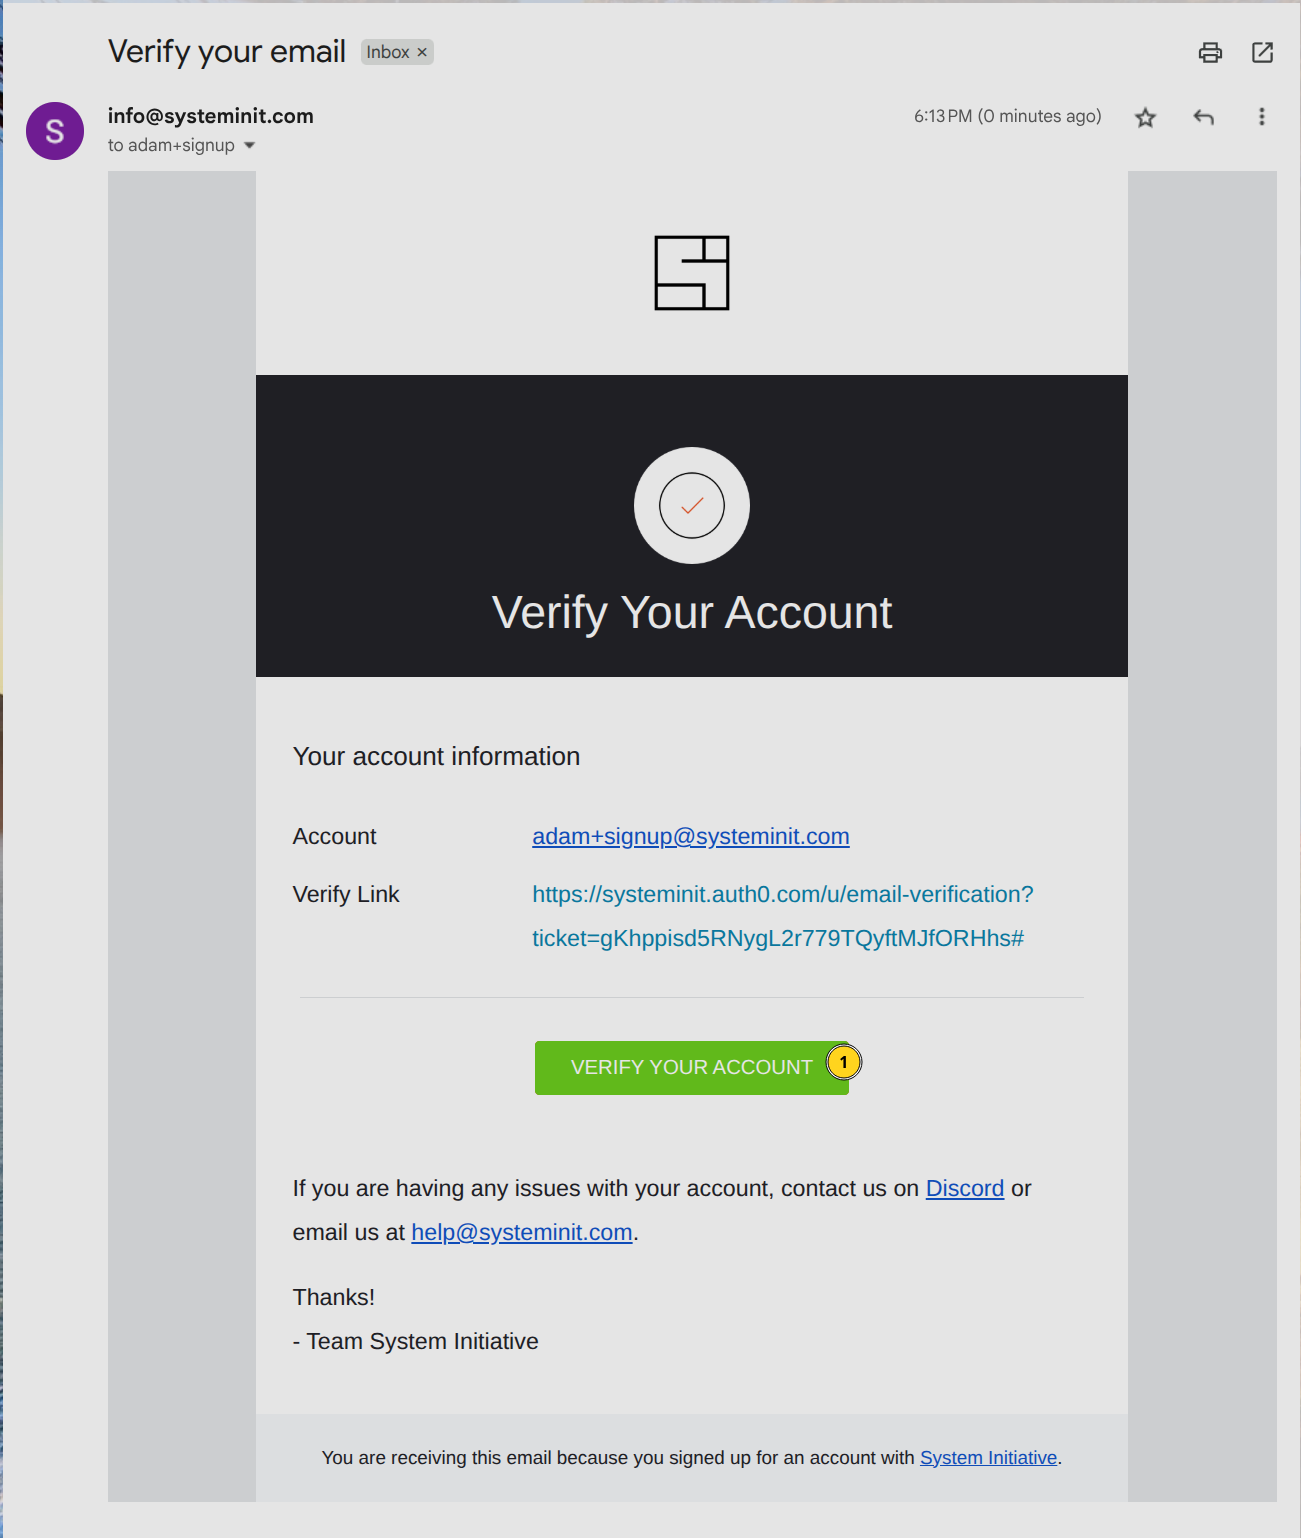 Verify your email Inbox ×
S
info@systeminit.com
6:13 PM (0 minutes ago)
to adam+signup
Verify Your Account
Your account information
Account adam+signup@systeminit.com
Verify Link https://systeminit.auth0.com/u/email-verification?
ticket=gKhppisd5RNygL2r779TQyftMJfORHhs#
VERIFY YOUR ACCOUNT 1
If you are having any issues with your account, contact us on Discord or
email us at help@systeminit.com.
Thanks!
- Team System Initiative
You are receiving this email because you signed up for an account with System Initiative.